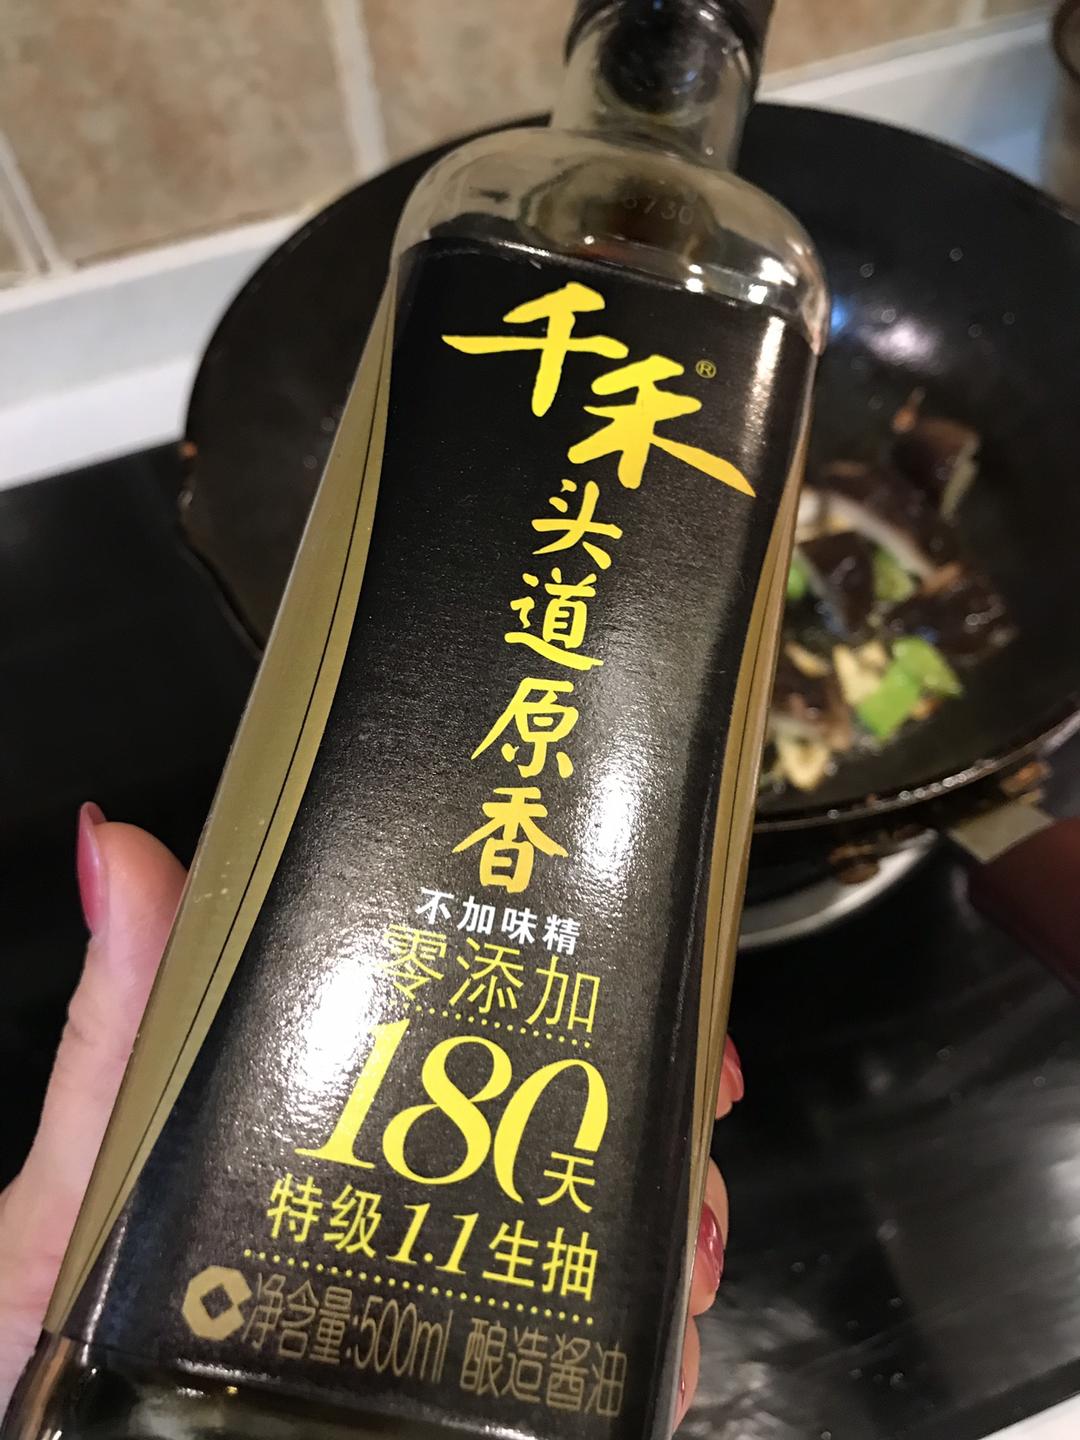 千禾®
头道原香
不加味精
零添加
180天
特级1.1生抽
净含量:500ml 酿造酱油